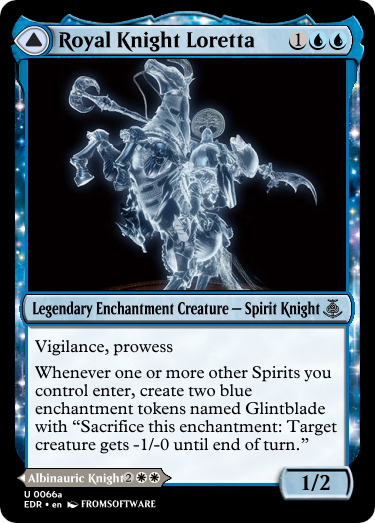 Royal Knight Loretta 1
Legendary Enchantment Creature — Spirit Knight
Vigilance, prowess
Whenever one or more other Spirits you
control enter, create two blue
enchantment tokens named Glintblade
with “Sacrifice this enchantment: Target
creature gets -1/-0 until end of turn.”
Albinauric Knight 2
1/2
U 0066a
EDR • en FROMSOFTWARE